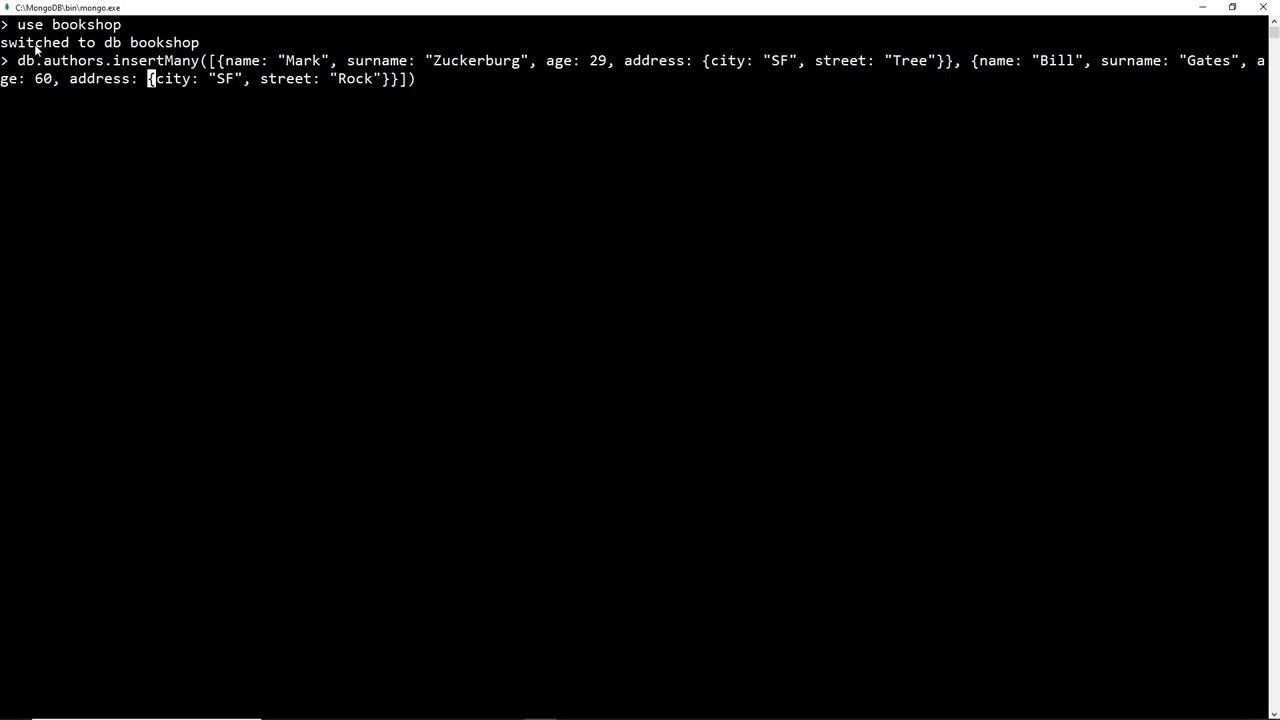 C:\MongoDB\bin\mongo.exe
> use bookshop
switched to db bookshop
> db.authors.insertMany([{name: "Mark", surname: "Zuckerburg", age: 29, address: {city: "SF", street: "Tree"}}, {name: "Bill", surname: "Gates", a
ge: 60, address: {city: "SF", street: "Rock"}}])